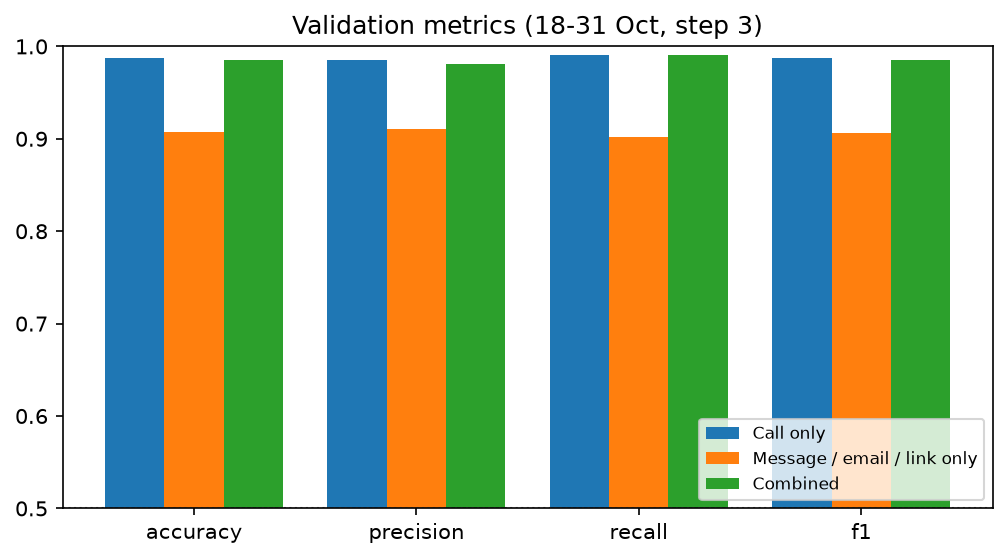 Validation metrics (18-31 Oct, step 3)
1.0
0.9
0.8
0.7
0.6
0.5
accuracy precision recall f1
Call only
Message / email / link only
Combined